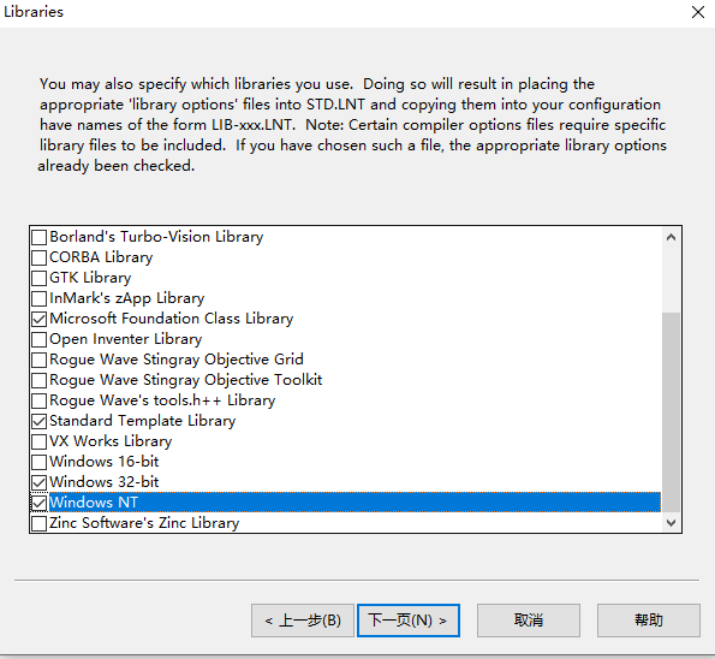 Libraries
You may also specify which libraries you use.  Doing so will result in placing the
appropriate 'library options' files into STD.LNT and copying them into your configuration
have names of the form LIB-xxx.LNT.  Note: Certain compiler options files require specific
library files to be included.  If you have chosen such a file, the appropriate library options
already been checked.
Borland's Turbo-Vision Library
CORBA Library
GTK Library
InMark's zApp Library
Microsoft Foundation Class Library
Open Inventer Library
Rogue Wave Stingray Objective Grid
Rogue Wave Stingray Objective Toolkit
Rogue Wave's tools.h++ Library
Standard Template Library
VX Works Library
Windows 16-bit
Windows 32-bit
Windows NT
Zinc Software's Zinc Library
< 上一步(B) 下一页(N) > 取消 帮助